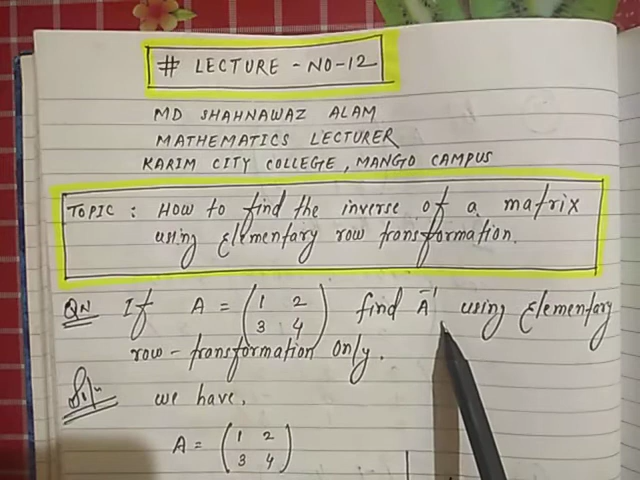 # LECTURE - NO-12
MD SHAHNAWAZ ALAM
MATHEMATICS LECTURER
KARIM CITY COLLEGE, MANGO CAMPUS
TOPIC : How to find the inverse of a matrix
using Elementary row transformation.
QN If A = (1 2
3 4) find A⁻¹ using Elementary
row-transformation only.
Sol:-
we have,
A = (1 2
3 4)